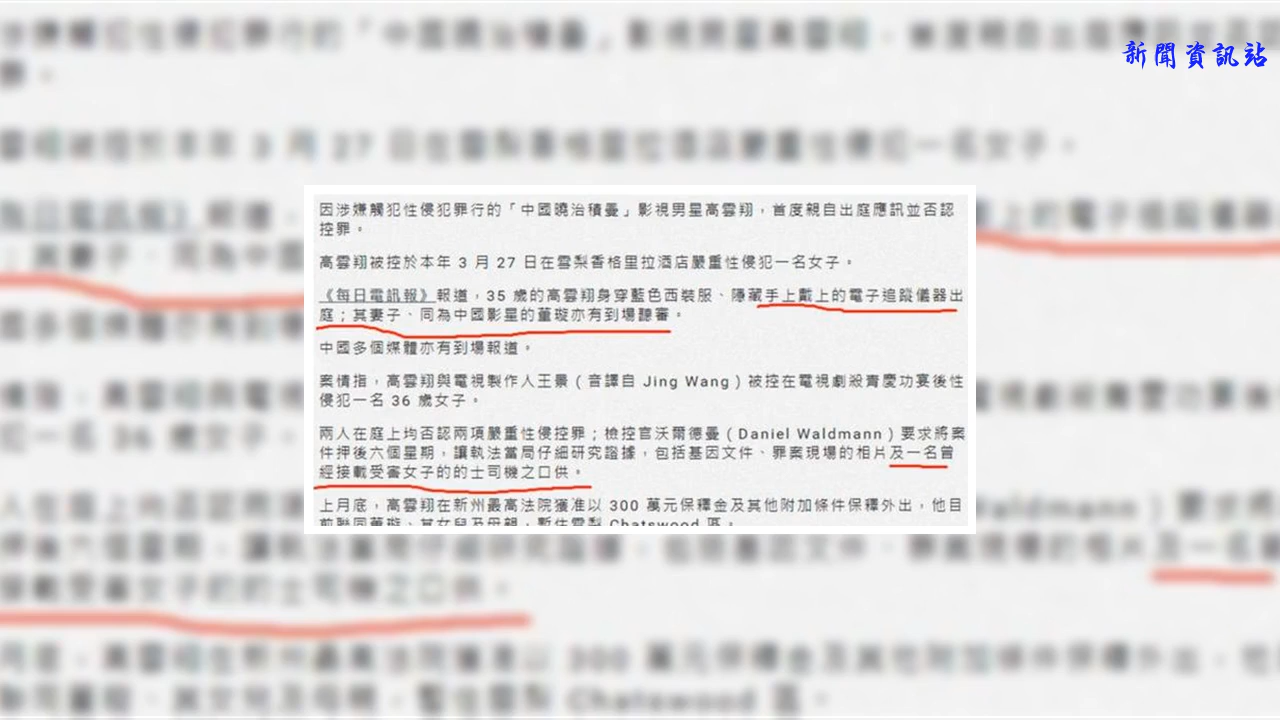 新聞資訊站
因涉嫌觸犯性侵犯罪行的「中國曉治積曼」影視男星高雲翔，首度親自出庭應訊並否認
控罪。
高雲翔被控於本年 3 月 27 日在雪梨香格里拉酒店嚴重性侵犯一名女子。
《每日電訊報》報道，35 歲的高雲翔身穿藍色西裝服、隱藏手上戴上的電子追蹤儀器出
庭；其妻子、同為中國影星的董璇亦有到場聽審。
中國多個媒體亦有到場報道。
案情指，高雲翔與電視製作人王景（音譯自 Jing Wang）被控在電視劇殺青慶功宴後性
侵犯一名 36 歲女子。
兩人在庭上均否認兩項嚴重性侵控罪；檢控官沃爾德曼（Daniel Waldmann）要求將案
件押後六個星期，讓執法當局仔細研究證據，包括基因文件、罪案現場的相片及一名曾
經接載受害女子的的士司機之口供。
上月底，高雲翔在新州最高法院獲准以 300 萬元保釋金及其他附加條件保釋外出，他目
前聯同董璇、其女兒及母親，暫住雪梨 Chatswood 區。